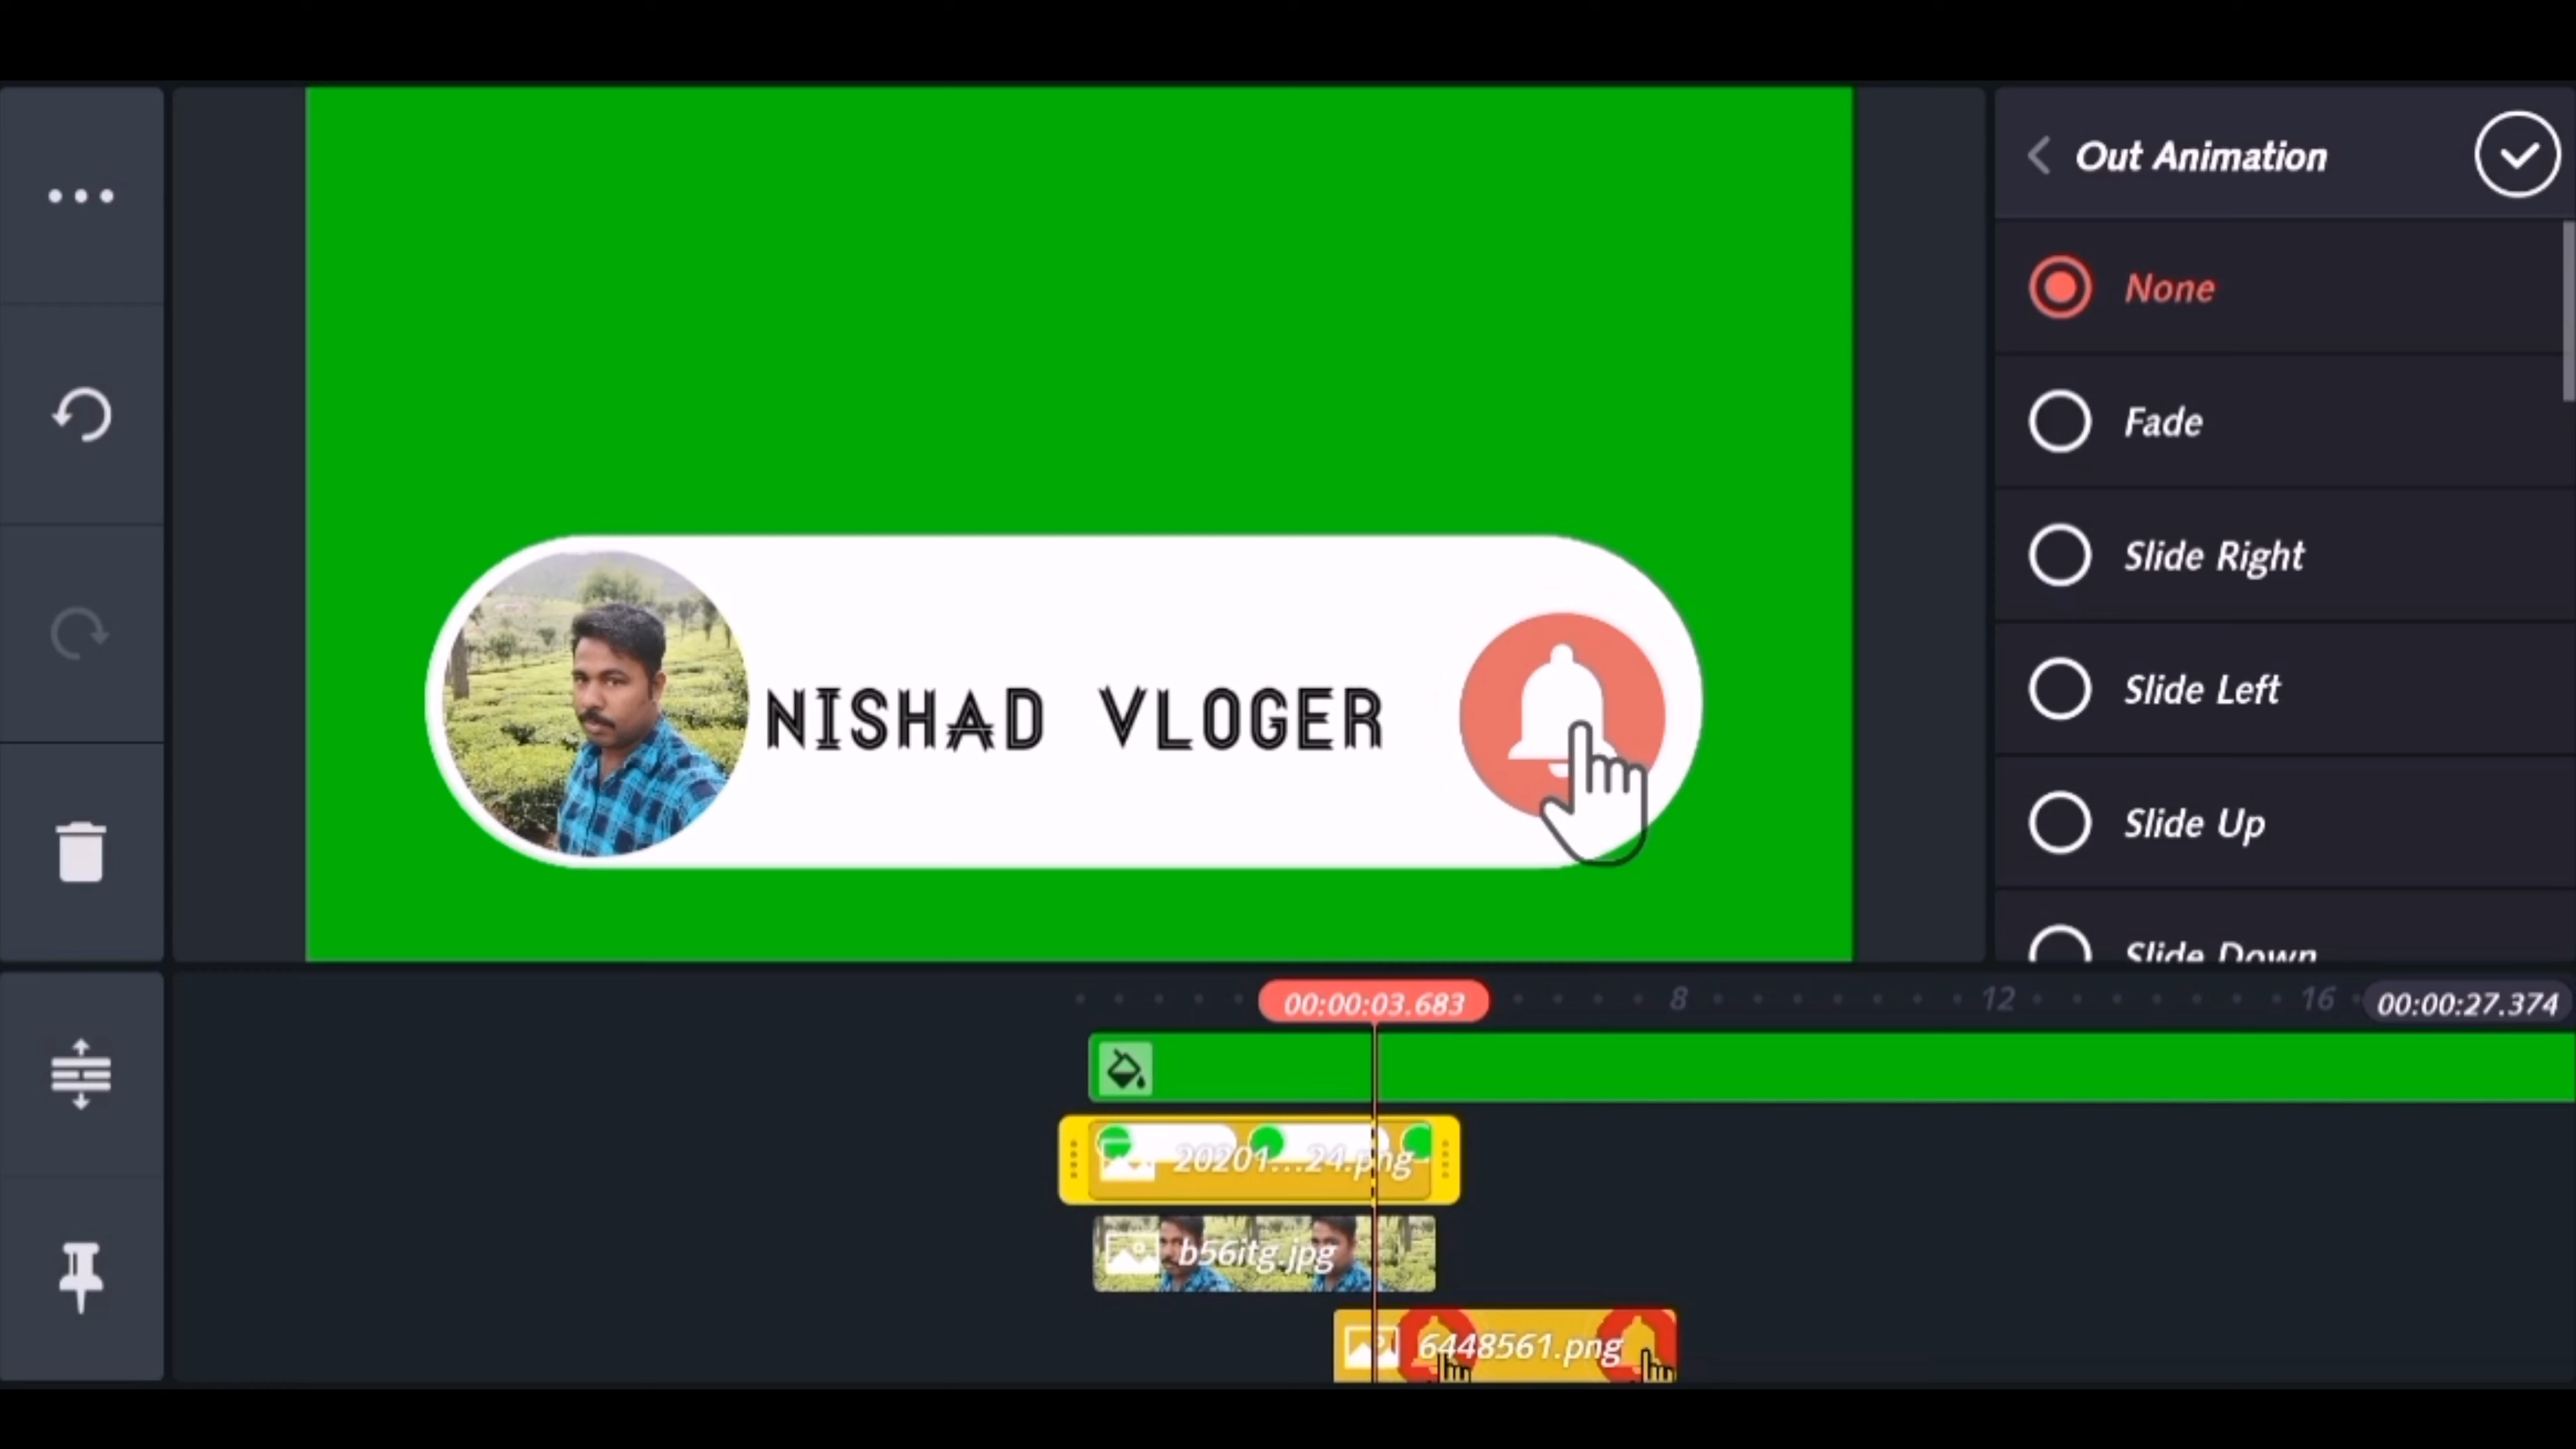 Out Animation
None
Fade
Slide Right
Slide Left
Slide Up
Slide Down
NISHAD VLOGER
00:00:03.683
8
12
16
00:00:27.374
20201...24.png
b56itg.jpg
6448561.png